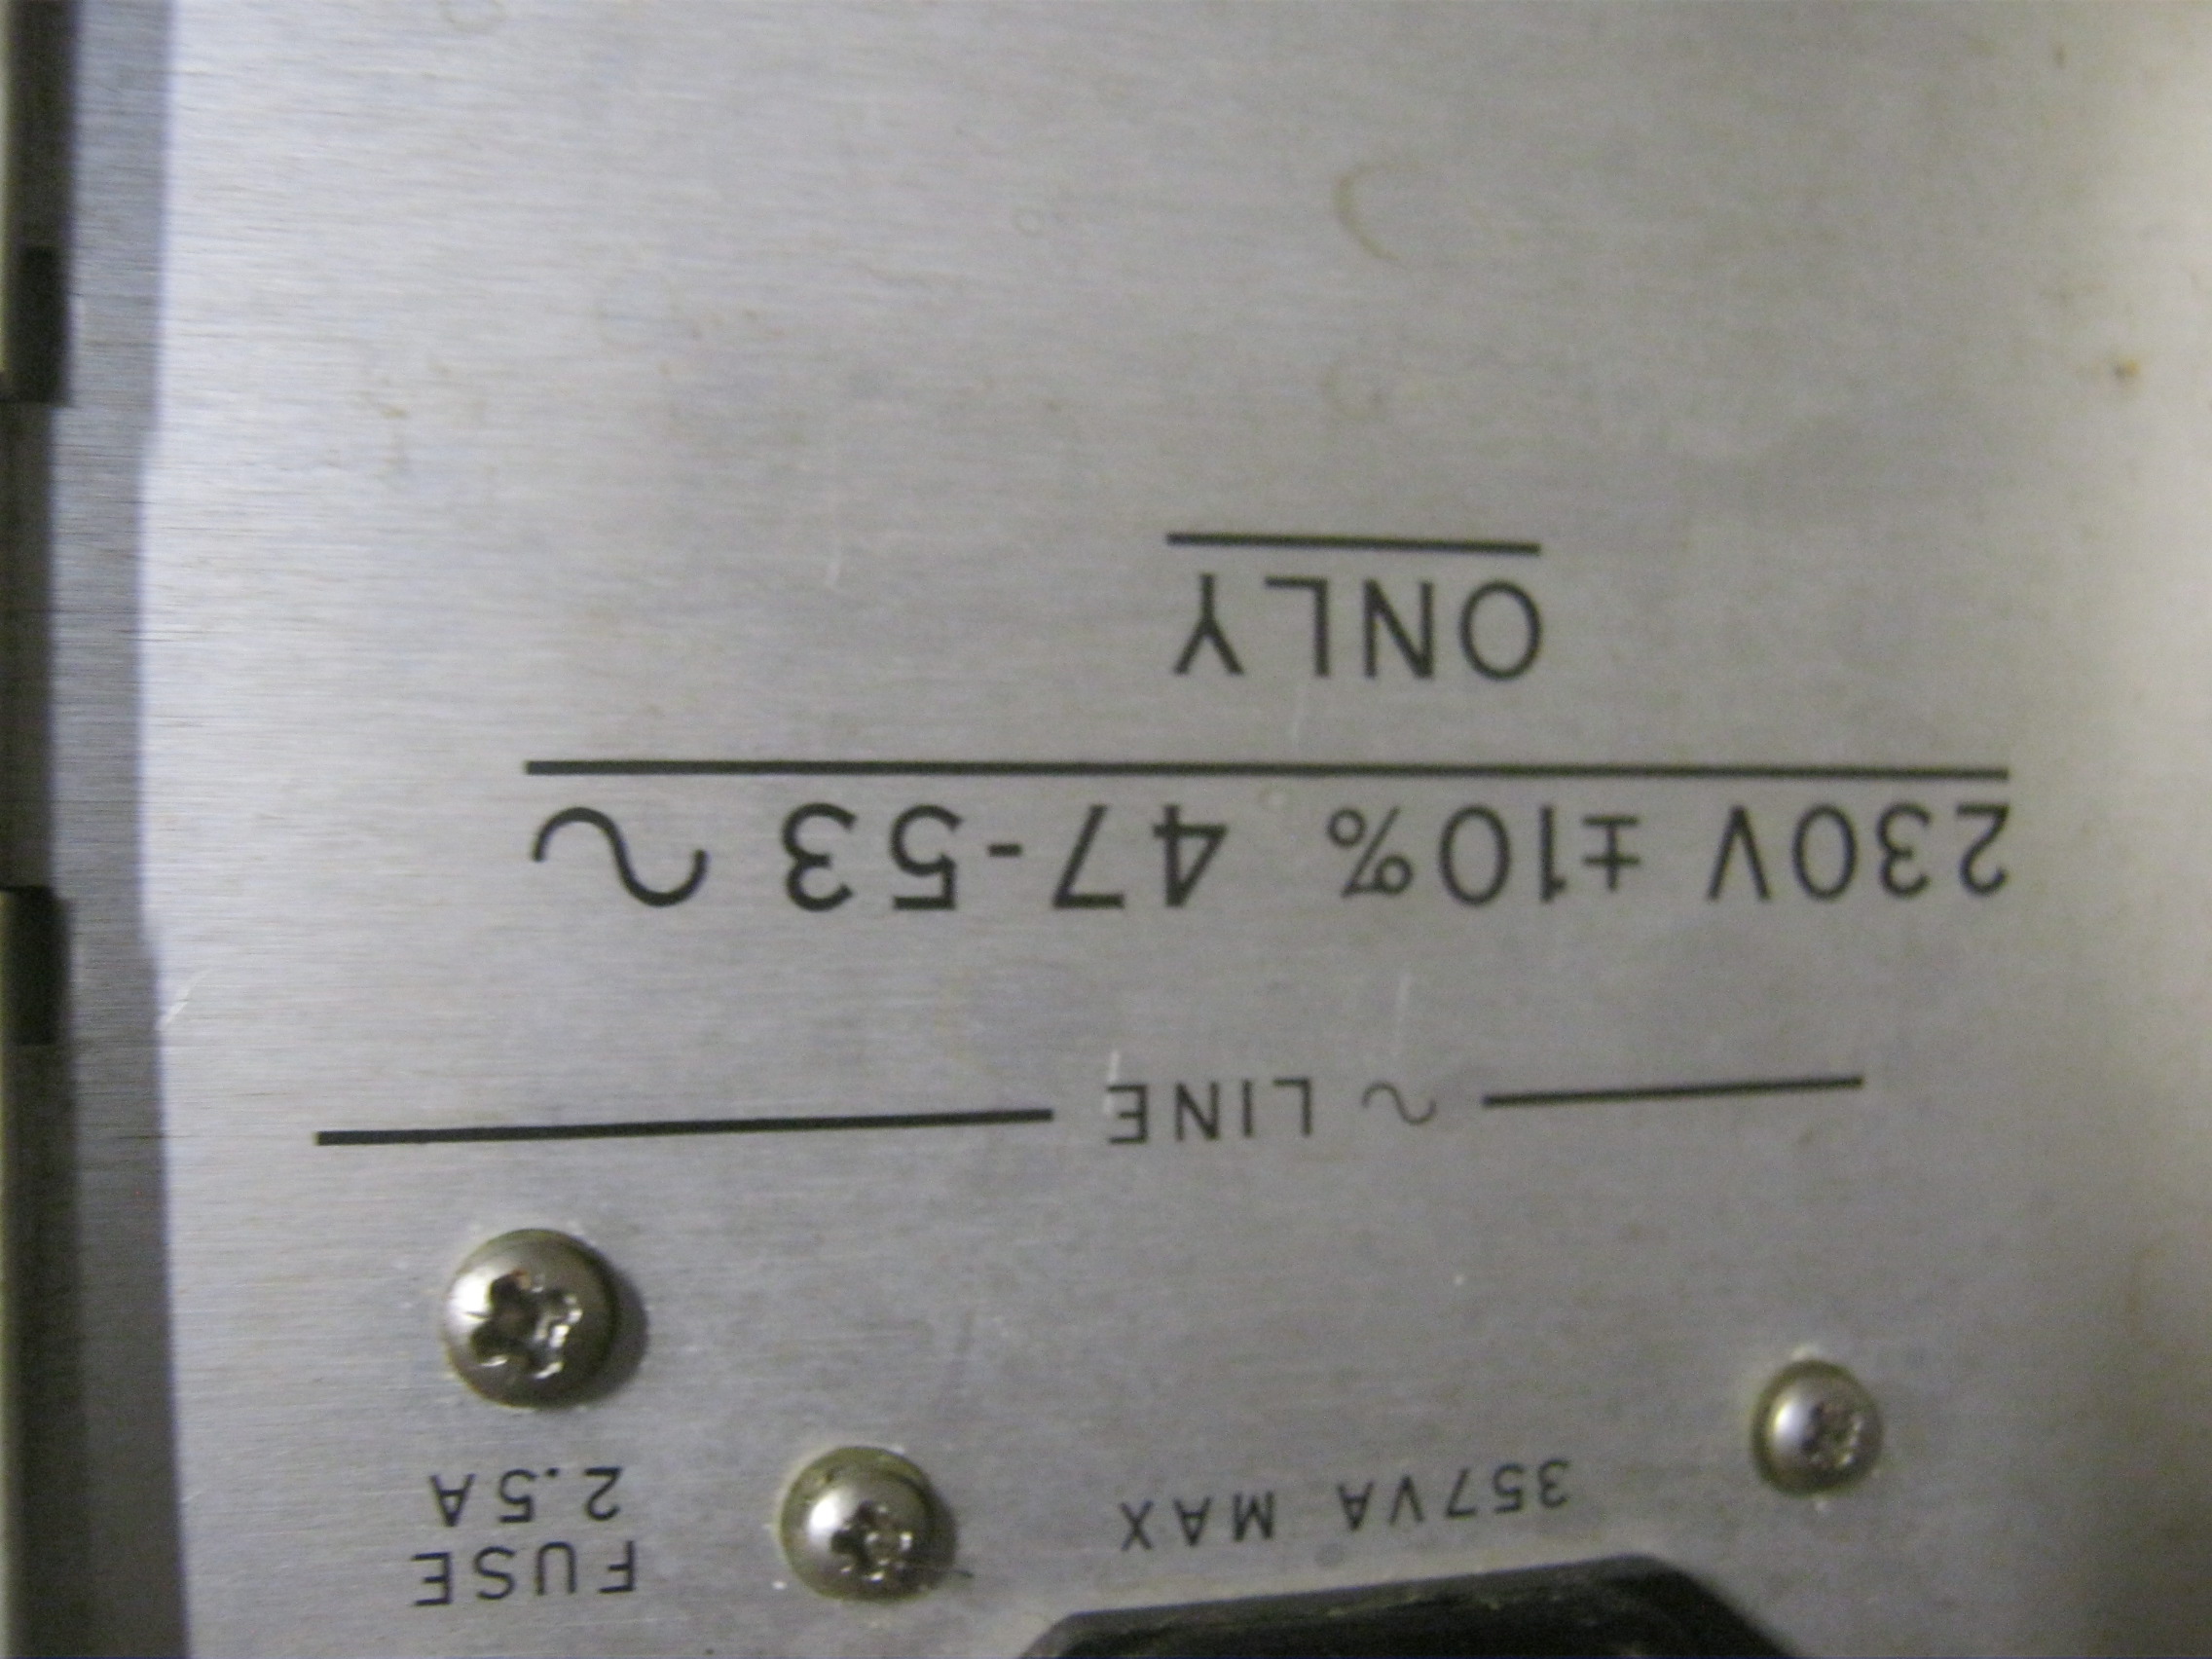 FUSE
2.5A
357VA MAX
~ LINE
230V ±10% 47-53 ~
ONLY